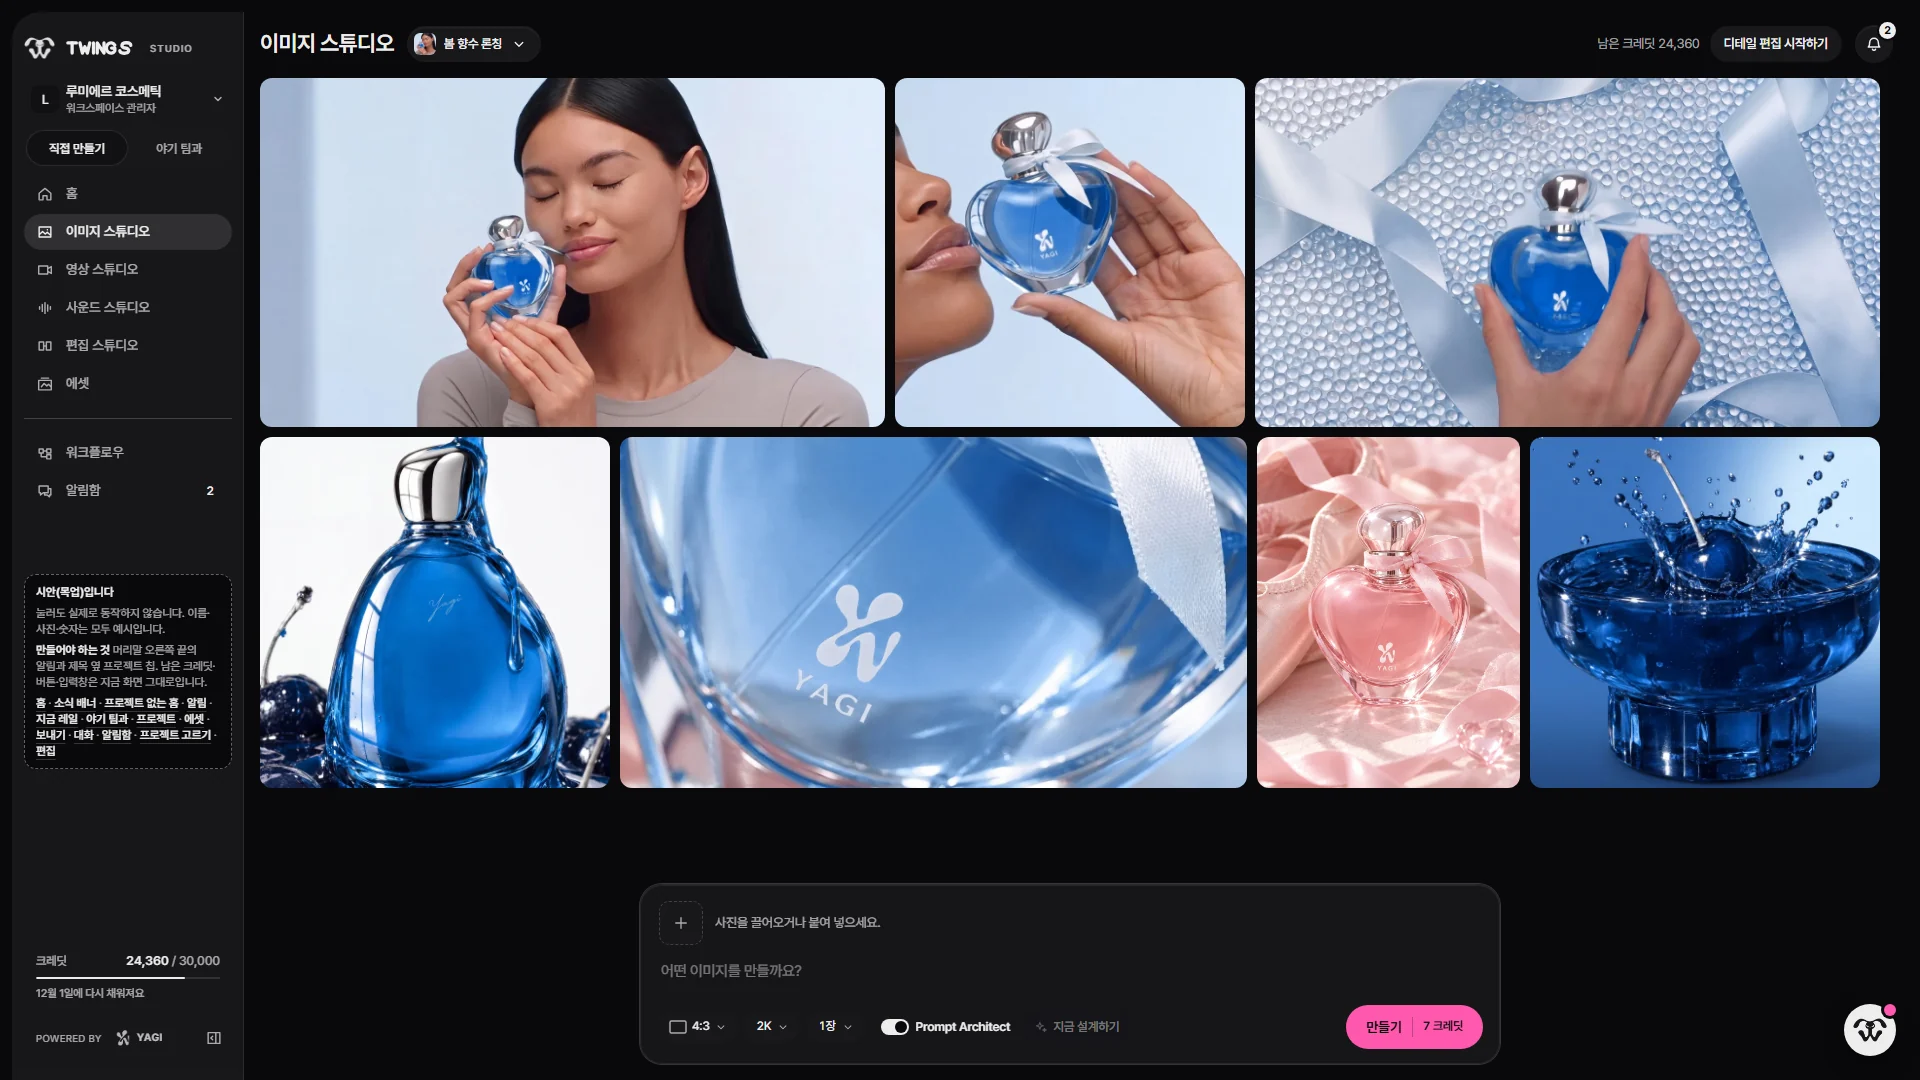 TWINGS STUDIO
루미에르 코스메틱
워크스페이스 관리자
직접 만들기
야기 팀과
홈
이미지 스튜디오
영상 스튜디오
사운드 스튜디오
편집 스튜디오
에셋
워크플로우
알림함 2
시안(목업)입니다
눌러도 실제로 동작하지 않습니다. 이름·
사진·숫자는 모두 예시입니다.
만들어야 하는 것 머리말 오른쪽 끝의
알림과 제목 옆 프로젝트 칩. 남은 크레딧·
버튼·입력창은 지금 화면 그대로입니다.
홈 · 소식 배너 · 프로젝트 없는 홈 · 알림 ·
지금 레일 · 야기 팀과 · 프로젝트 · 에셋 ·
보내기 · 대화 · 알림함 · 프로젝트 고르기 ·
편집
크레딧 24,360 / 30,000
12월 1일에 다시 채워져요
POWERED BY YAGI
이미지 스튜디오
봄 향수 론칭
남은 크레딧 24,360
디테일 편집 시작하기
2
YAGI
YAGI
Yagi
YAGI
YAGI
사진을 끌어오거나 붙여 넣으세요.
어떤 이미지를 만들까요?
4:3
2K
1장
Prompt Architect
지금 설계하기
만들기
7 크레딧
L